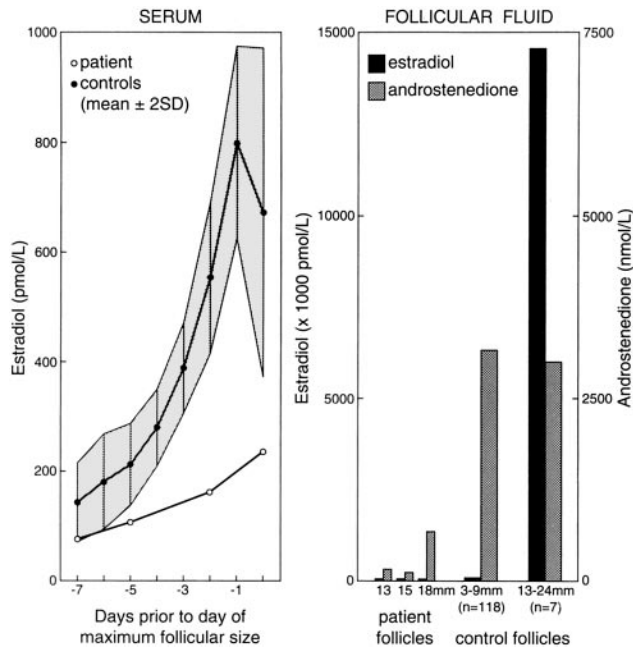 SERUM
1000
800
600
400
200
0
Estradiol (pmol/L)
patient
controls
(mean ± 2SD)
-7
-5
-3
-1
Days prior to day of
maximum follicular size
FOLLICULAR FLUID
15000
14000
5000
0
Estradiol (x 1000 pmol/L)
estradiol
androstenedione
7500
5000
2500
0
Androstenedione (nmol/L)
13 15 18mm 3-9mm 13-24mm
(n=118) (n=7)
patient
follicles
control follicles